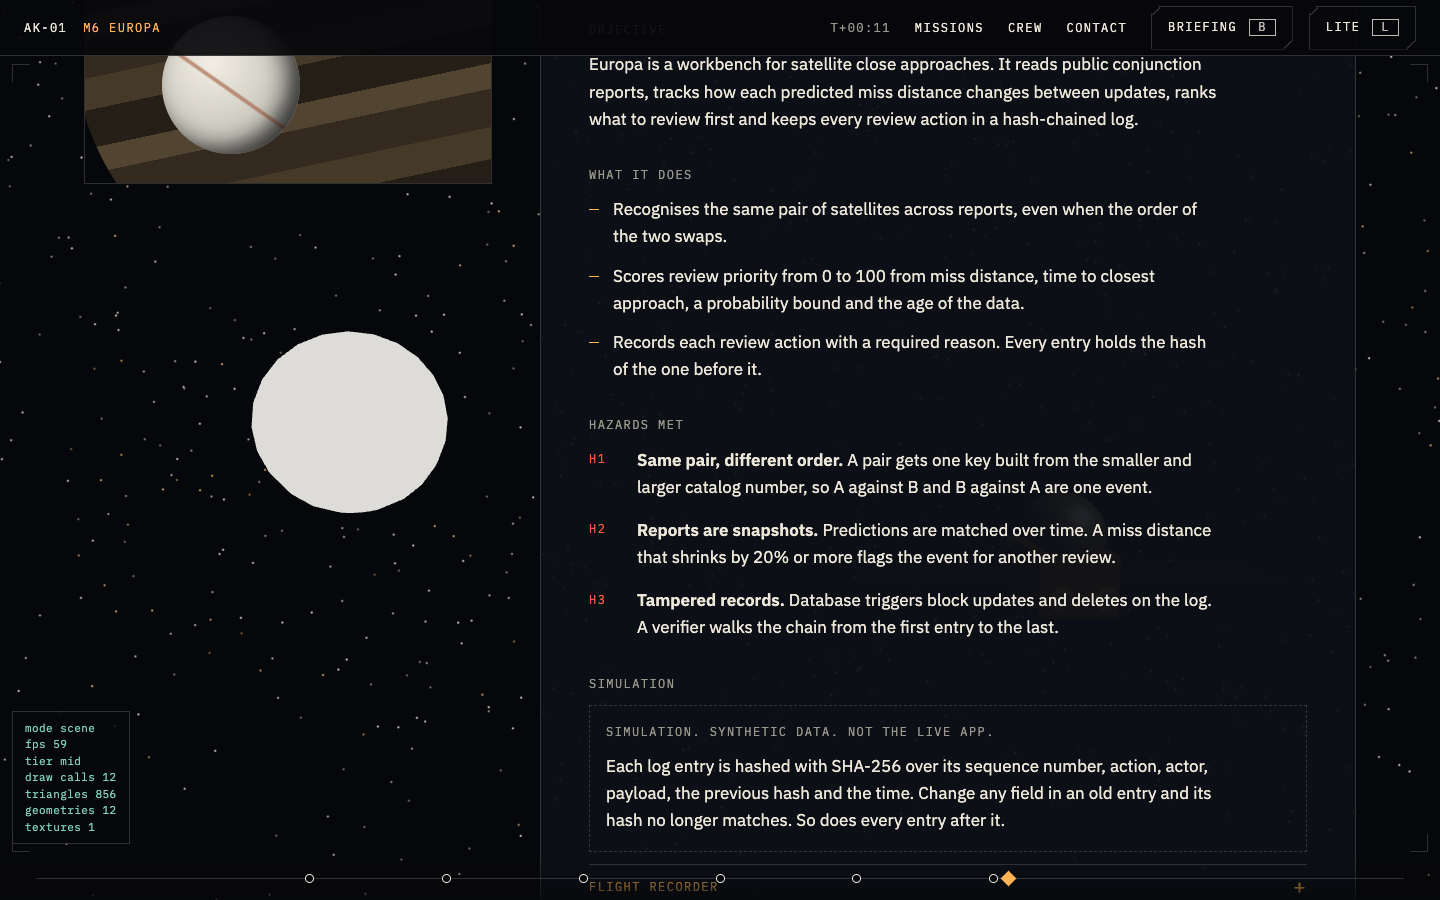 AK-01 M6 EUROPA
T+00:11 MISSIONS CREW CONTACT BRIEFING B LITE L
OBJECTIVE
Europa is a workbench for satellite close approaches. It reads public conjunction
reports, tracks how each predicted miss distance changes between updates, ranks
what to review first and keeps every review action in a hash-chained log.
WHAT IT DOES
— Recognises the same pair of satellites across reports, even when the order of
the two swaps.
— Scores review priority from 0 to 100 from miss distance, time to closest
approach, a probability bound and the age of the data.
— Records each review action with a required reason. Every entry holds the hash
of the one before it.
HAZARDS MET
H1 Same pair, different order. A pair gets one key built from the smaller and
larger catalog number, so A against B and B against A are one event.
H2 Reports are snapshots. Predictions are matched over time. A miss distance
that shrinks by 20% or more flags the event for another review.
H3 Tampered records. Database triggers block updates and deletes on the log.
A verifier walks the chain from the first entry to the last.
SIMULATION
SIMULATION. SYNTHETIC DATA. NOT THE LIVE APP.
Each log entry is hashed with SHA-256 over its sequence number, action, actor,
payload, the previous hash and the time. Change any field in an old entry and its
hash no longer matches. So does every entry after it.
FLIGHT RECORDER +
mode scene
fps 59
tier mid
draw calls 12
triangles 856
geometries 12
textures 1